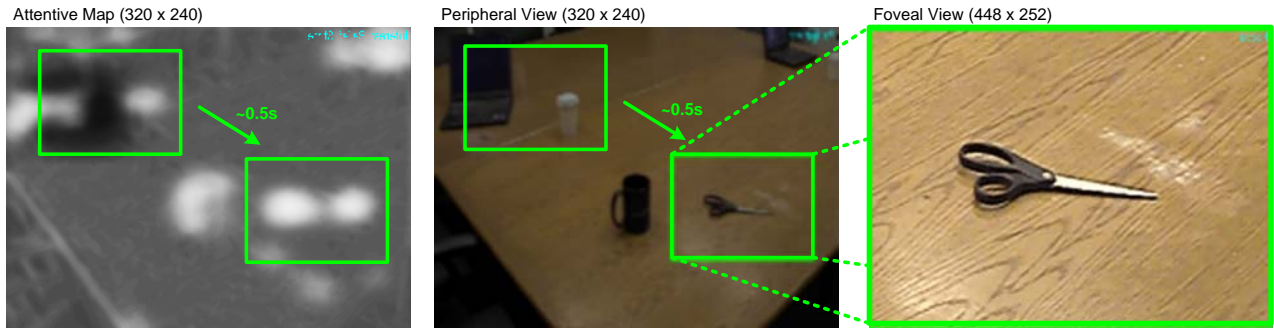 Attentive Map (320 x 240)
Peripheral View (320 x 240)
Foveal View (448 x 252)
~0.5s
~0.5s